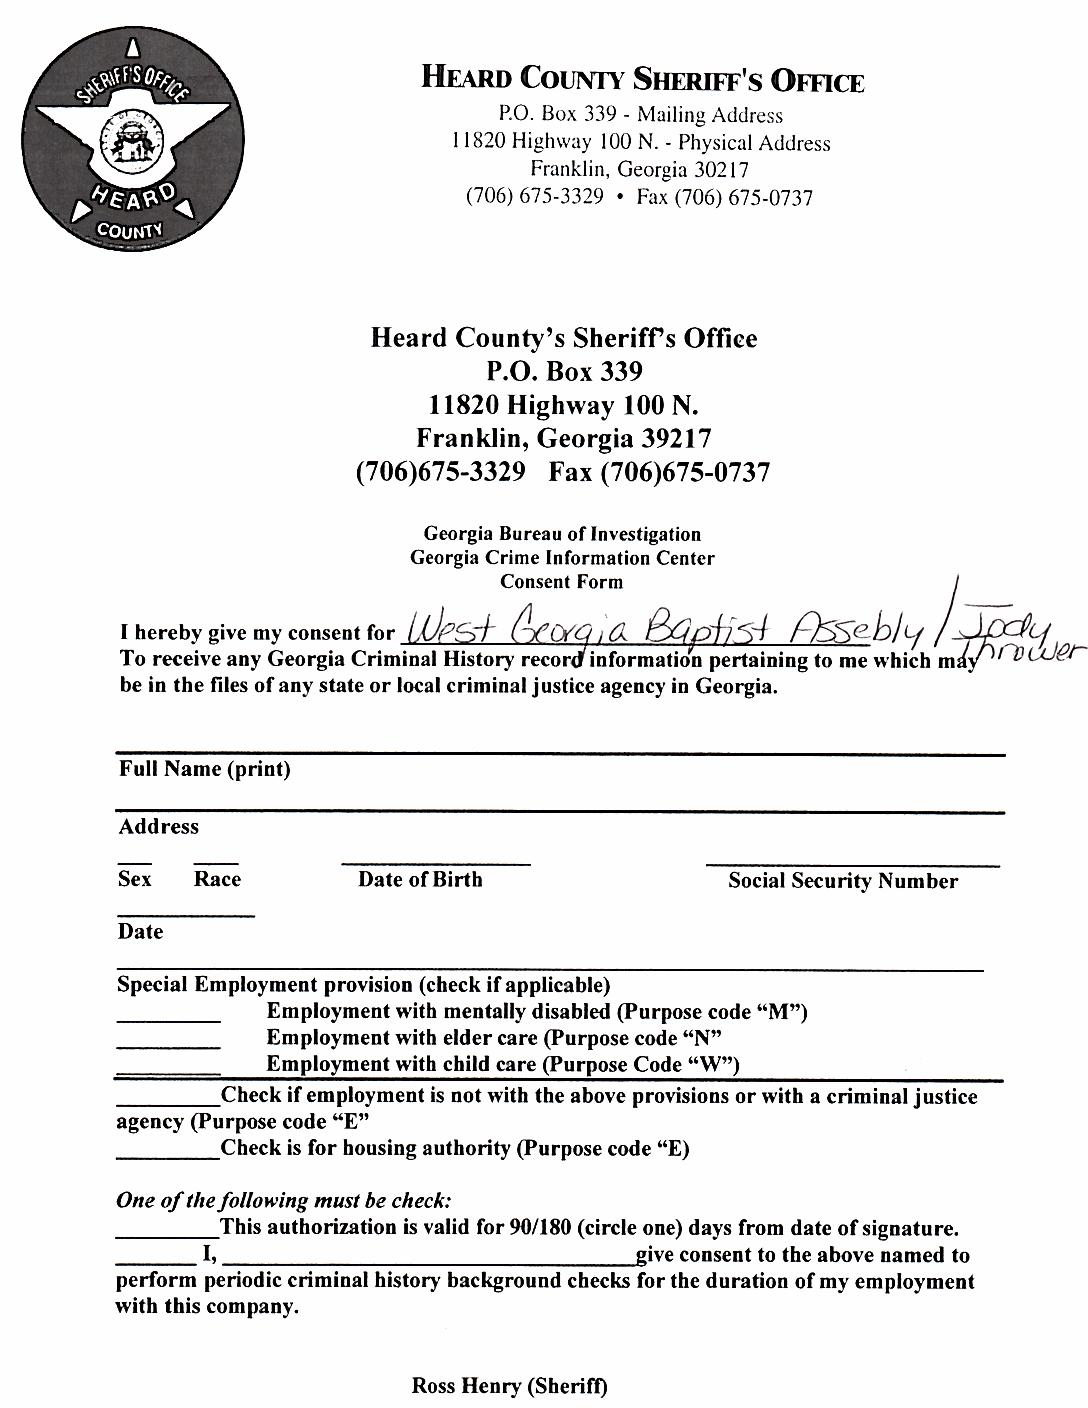 SHERIFF'S OFFICE
HEARD
COUNTY
HEARD COUNTY SHERIFF'S OFFICE
P.O. Box 339 - Mailing Address
11820 Highway 100 N. - Physical Address
Franklin, Georgia 30217
(706) 675-3329 • Fax (706) 675-0737
Heard County's Sheriff's Office
P.O. Box 339
11820 Highway 100 N.
Franklin, Georgia 39217
(706)675-3329 Fax (706)675-0737
Georgia Bureau of Investigation
Georgia Crime Information Center
Consent Form
I hereby give my consent for West Georgia Baptist Assebly / Jody Thrower
To receive any Georgia Criminal History record information pertaining to me which may
be in the files of any state or local criminal justice agency in Georgia.
Full Name (print)
Address
Sex Race Date of Birth Social Security Number
Date
Special Employment provision (check if applicable)
Employment with mentally disabled (Purpose code “M”)
Employment with elder care (Purpose code “N”
Employment with child care (Purpose Code “W”)
Check if employment is not with the above provisions or with a criminal justice
agency (Purpose code “E”
Check is for housing authority (Purpose code “E)
One of the following must be check:
This authorization is valid for 90/180 (circle one) days from date of signature.
I, give consent to the above named to
perform periodic criminal history background checks for the duration of my employment
with this company.
Ross Henry (Sheriff)